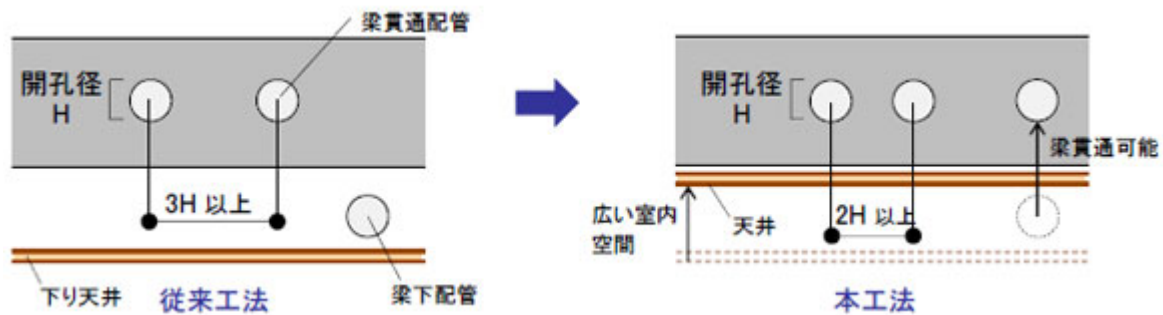 梁貫通配管
開孔径
H
3H 以上
下り天井
梁下配管
従来工法
開孔径
H
梁貫通可能
広い室内
空間
天井
2H 以上
本工法